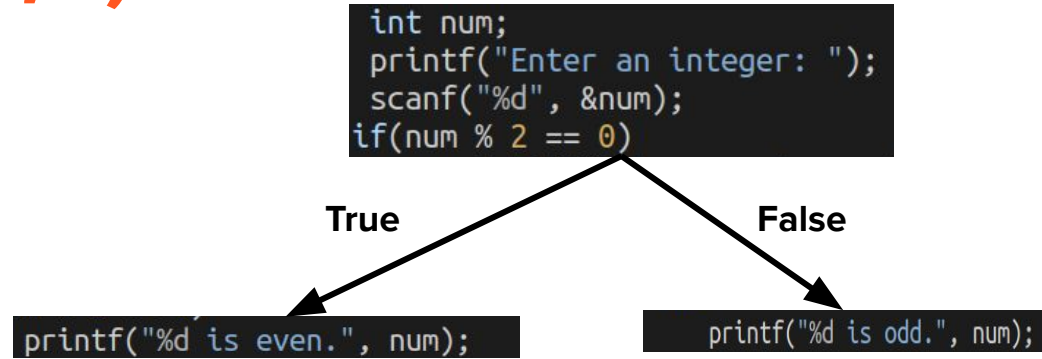 int num;
printf("Enter an integer: ");
scanf("%d", &num);
if(num % 2 == 0)
True
False
printf("%d is even.", num);
printf("%d is odd.", num);